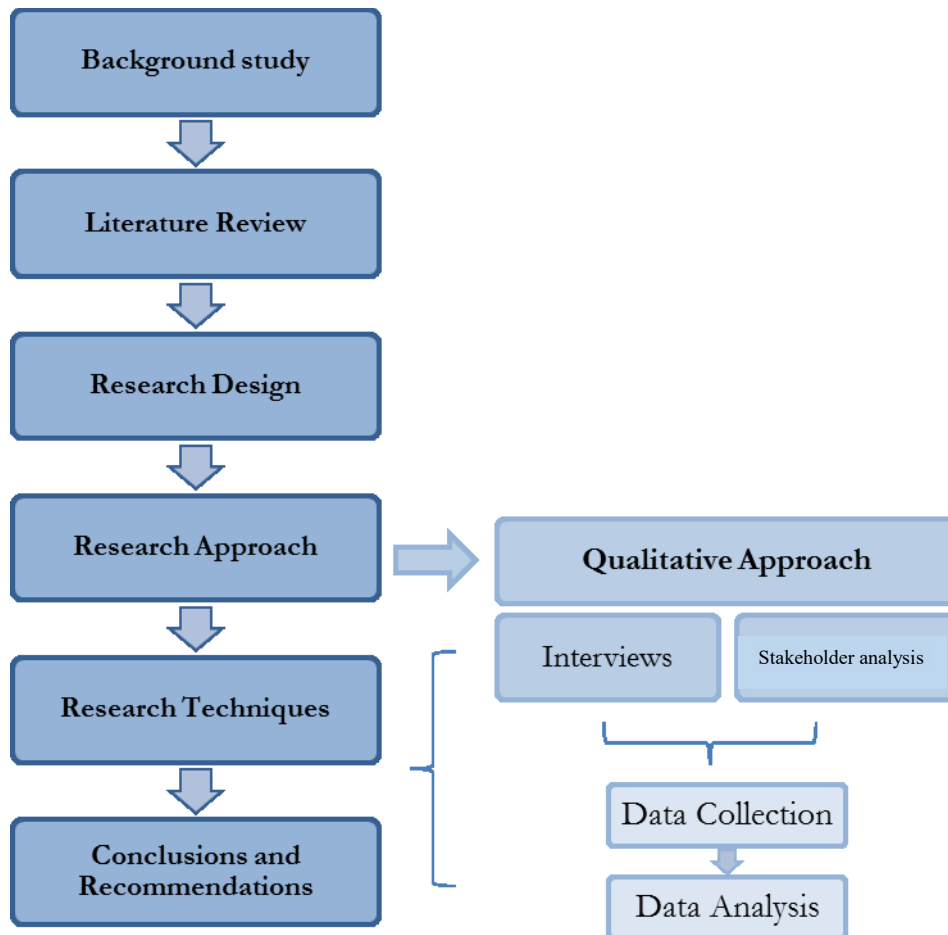 Background study
Literature Review
Research Design
Research Approach
Qualitative Approach
Interviews
Stakeholder analysis
Research Techniques
Data Collection
Conclusions and
Recommendations
Data Analysis